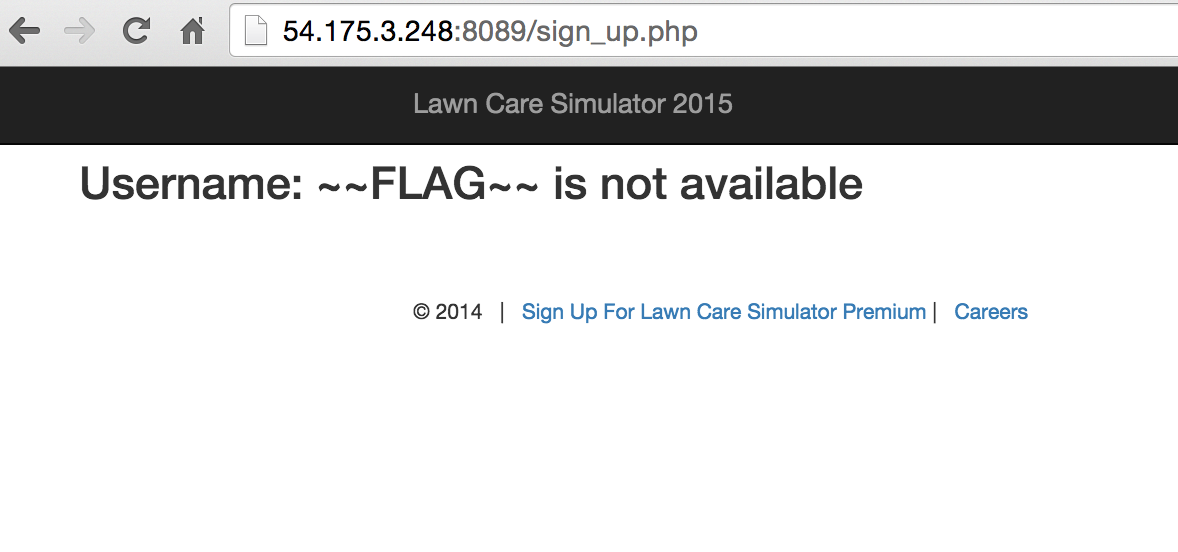 54.175.3.248:8089/sign_up.php
Lawn Care Simulator 2015
Username: ~~FLAG~~ is not available
© 2014 | Sign Up For Lawn Care Simulator Premium | Careers